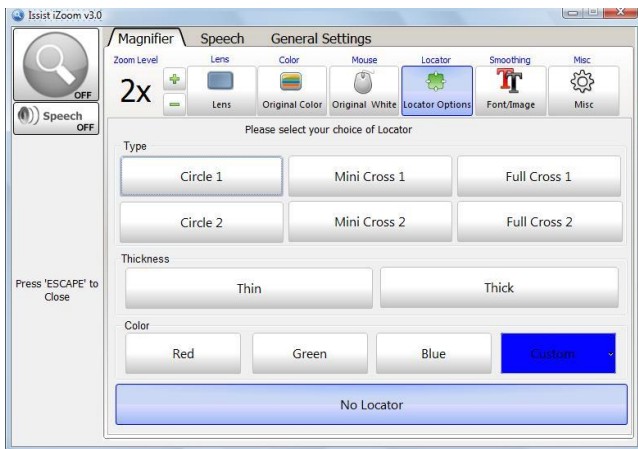 Issist iZoom v3.0
OFF
Speech
OFF
Press 'ESCAPE' to
Close
Magnifier Speech General Settings
Zoom Level Lens Color Mouse Locator Smoothing Misc
2x
Lens Original Color Original White Locator Options Font/Image Misc
Please select your choice of Locator
Type
Circle 1 Mini Cross 1 Full Cross 1
Circle 2 Mini Cross 2 Full Cross 2
Thickness
Thin Thick
Color
Red Green Blue Custom
No Locator